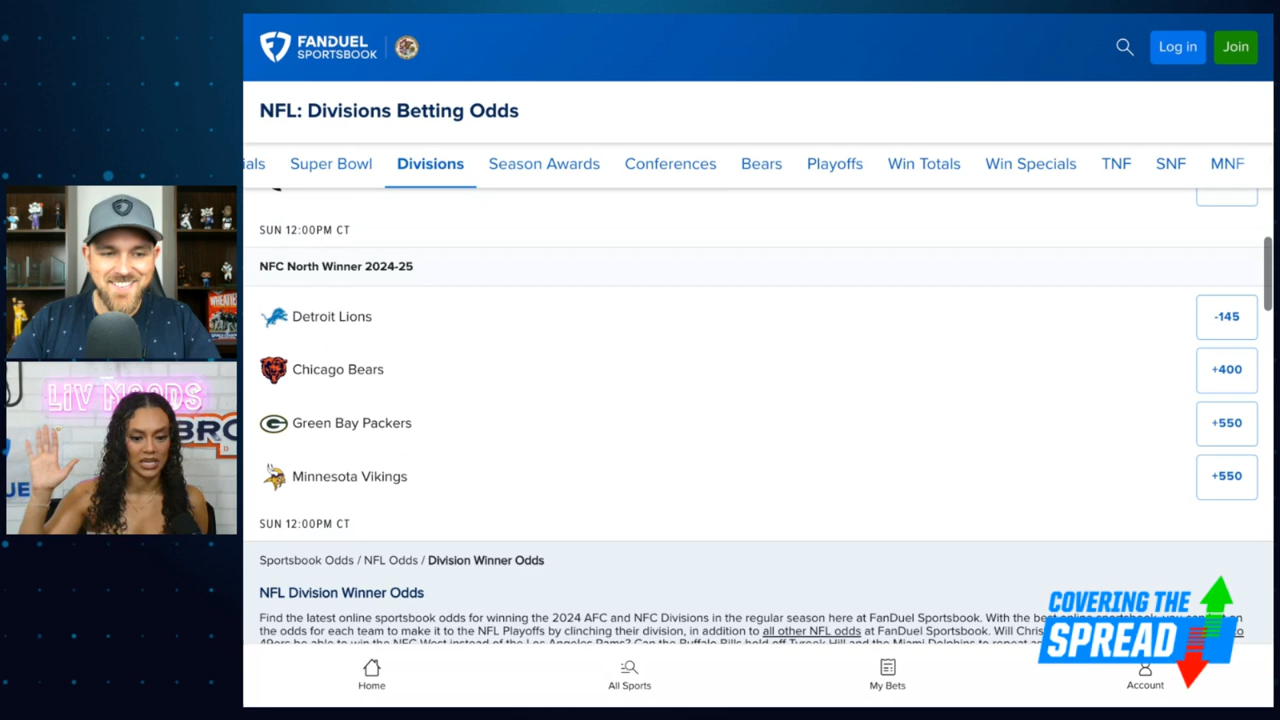 FANDUEL
SPORTSBOOK
Log in
Join
NFL: Divisions Betting Odds
ials Super Bowl Divisions Season Awards Conferences Bears Playoffs Win Totals Win Specials TNF SNF MNF
SUN 12:00PM CT
NFC North Winner 2024-25
Detroit Lions -145
Chicago Bears +400
Green Bay Packers +550
Minnesota Vikings +550
SUN 12:00PM CT
Sportsbook Odds / NFL Odds / Division Winner Odds
NFL Division Winner Odds
Find the latest online sportsbook odds for winning the 2024 AFC and NFC Divisions in the regular season here at FanDuel Sportsbook. With the best online sportsbook, you on
the odds for each team to make it to the NFL Playoffs by clinching their division, in addition to all other NFL odds at FanDuel Sportsbook. Will Chris to
49ers be able to win the NFC West instead of the Los Angeles Rams? Can the Buffalo Bills hold off Tyreek Hill and the Miami Dolphins to repeat
Home
All Sports
My Bets
Account
COVERING THE
SPREAD
LIV MOODS
BRO
UE
WHEATIES